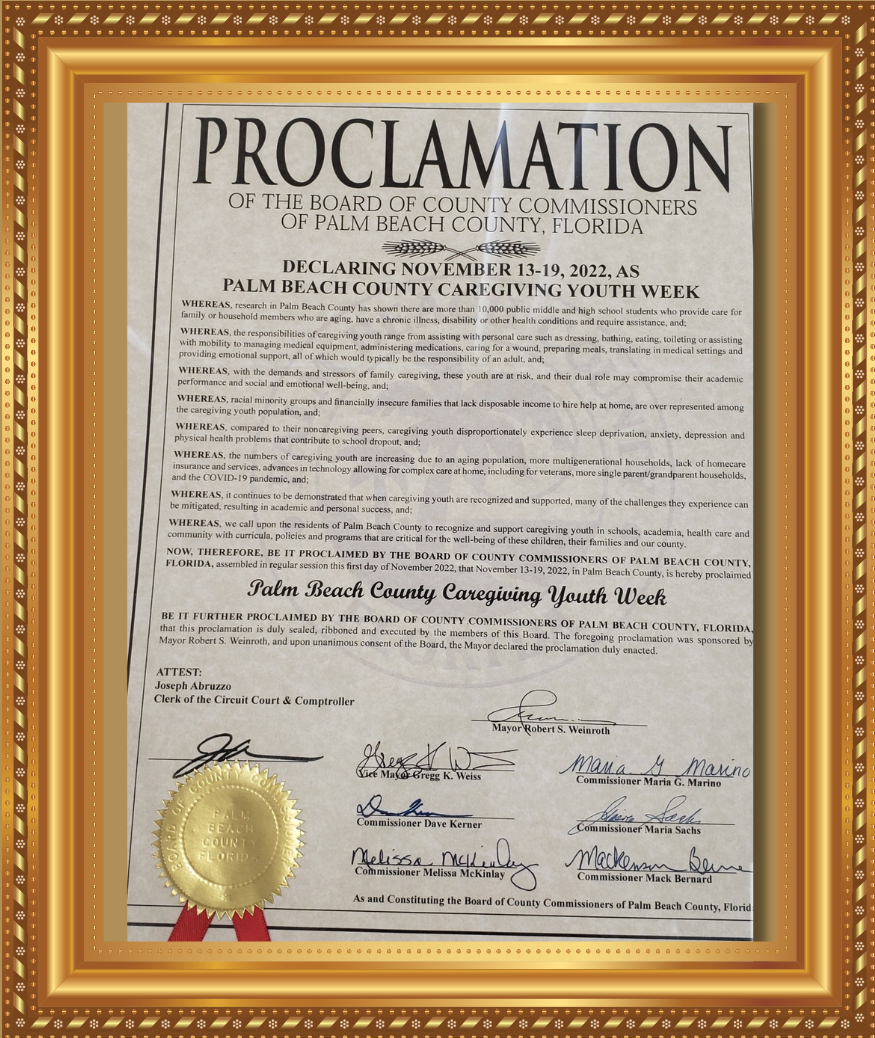 PROCLAMATION
OF THE BOARD OF COUNTY COMMISSIONERS
OF PALM BEACH COUNTY, FLORIDA
DECLARING NOVEMBER 13-19, 2022, AS
PALM BEACH COUNTY CAREGIVING YOUTH WEEK
WHEREAS, research in Palm Beach County has shown there are more than 10,000 public middle and high school students who provide care for
family or household members who are aging, have a chronic illness, disability or other health conditions and require assistance, and;
WHEREAS, the responsibilities of caregiving youth range from assisting with personal care such as dressing, bathing, eating, toileting or assisting
with mobility to managing medical equipment, administering medications, caring for a wound, preparing meals, translating in medical settings and
providing emotional support, all of which would typically be the responsibility of an adult, and;
WHEREAS, with the demands and stressors of family caregiving, these youth are at risk, and their dual role may compromise their academic
performance and social and emotional well-being, and;
WHEREAS, racial minority groups and financially insecure families that lack disposable income to hire help at home, are over represented among
the caregiving youth population, and;
WHEREAS, compared to their noncaregiving peers, caregiving youth disproportionately experience sleep deprivation, anxiety, depression and
physical health problems that contribute to school dropout, and;
WHEREAS, the numbers of caregiving youth are increasing due to an aging population, more multigenerational households, lack of homecare
insurance and services, advances in technology allowing for complex care at home, including for veterans, more single parent/grandparent households,
and the COVID-19 pandemic, and;
WHEREAS, it continues to be demonstrated that when caregiving youth are recognized and supported, many of the challenges they experience can
be mitigated, resulting in academic and personal success, and;
WHEREAS, we call upon the residents of Palm Beach County to recognize and support caregiving youth in schools, academia, health care and
community with curricula, policies and programs that are critical for the well-being of these children, their families and our county.
NOW, THEREFORE, BE IT PROCLAIMED BY THE BOARD OF COUNTY COMMISSIONERS OF PALM BEACH COUNTY,
FLORIDA, assembled in regular session this first day of November 2022, that November 13-19, 2022, in Palm Beach County, is hereby proclaimed
Palm Beach County Caregiving Youth Week
BE IT FURTHER PROCLAIMED BY THE BOARD OF COUNTY COMMISSIONERS OF PALM BEACH COUNTY, FLORIDA,
that this proclamation is duly sealed, ribboned and executed by the members of this Board. The foregoing proclamation was sponsored by
Mayor Robert S. Weinroth, and upon unanimous consent of the Board, the Mayor declared the proclamation duly enacted.
ATTEST:
Joseph Abruzzo
Clerk of the Circuit Court & Comptroller
Mayor Robert S. Weinroth
Gregg K W
Vice Mayor Gregg K. Weiss
Maria G Marino
Commissioner Maria G. Marino
Commissioner Dave Kerner
Commissioner Maria Sachs
Melissa McKinlay
Commissioner Melissa McKinlay
Commissioner Mack Bernard
BOARD OF COUNTY
PALM
BEACH
COUNTY
FLORIDA
As and Constituting the Board of County Commissioners of Palm Beach County, Florid